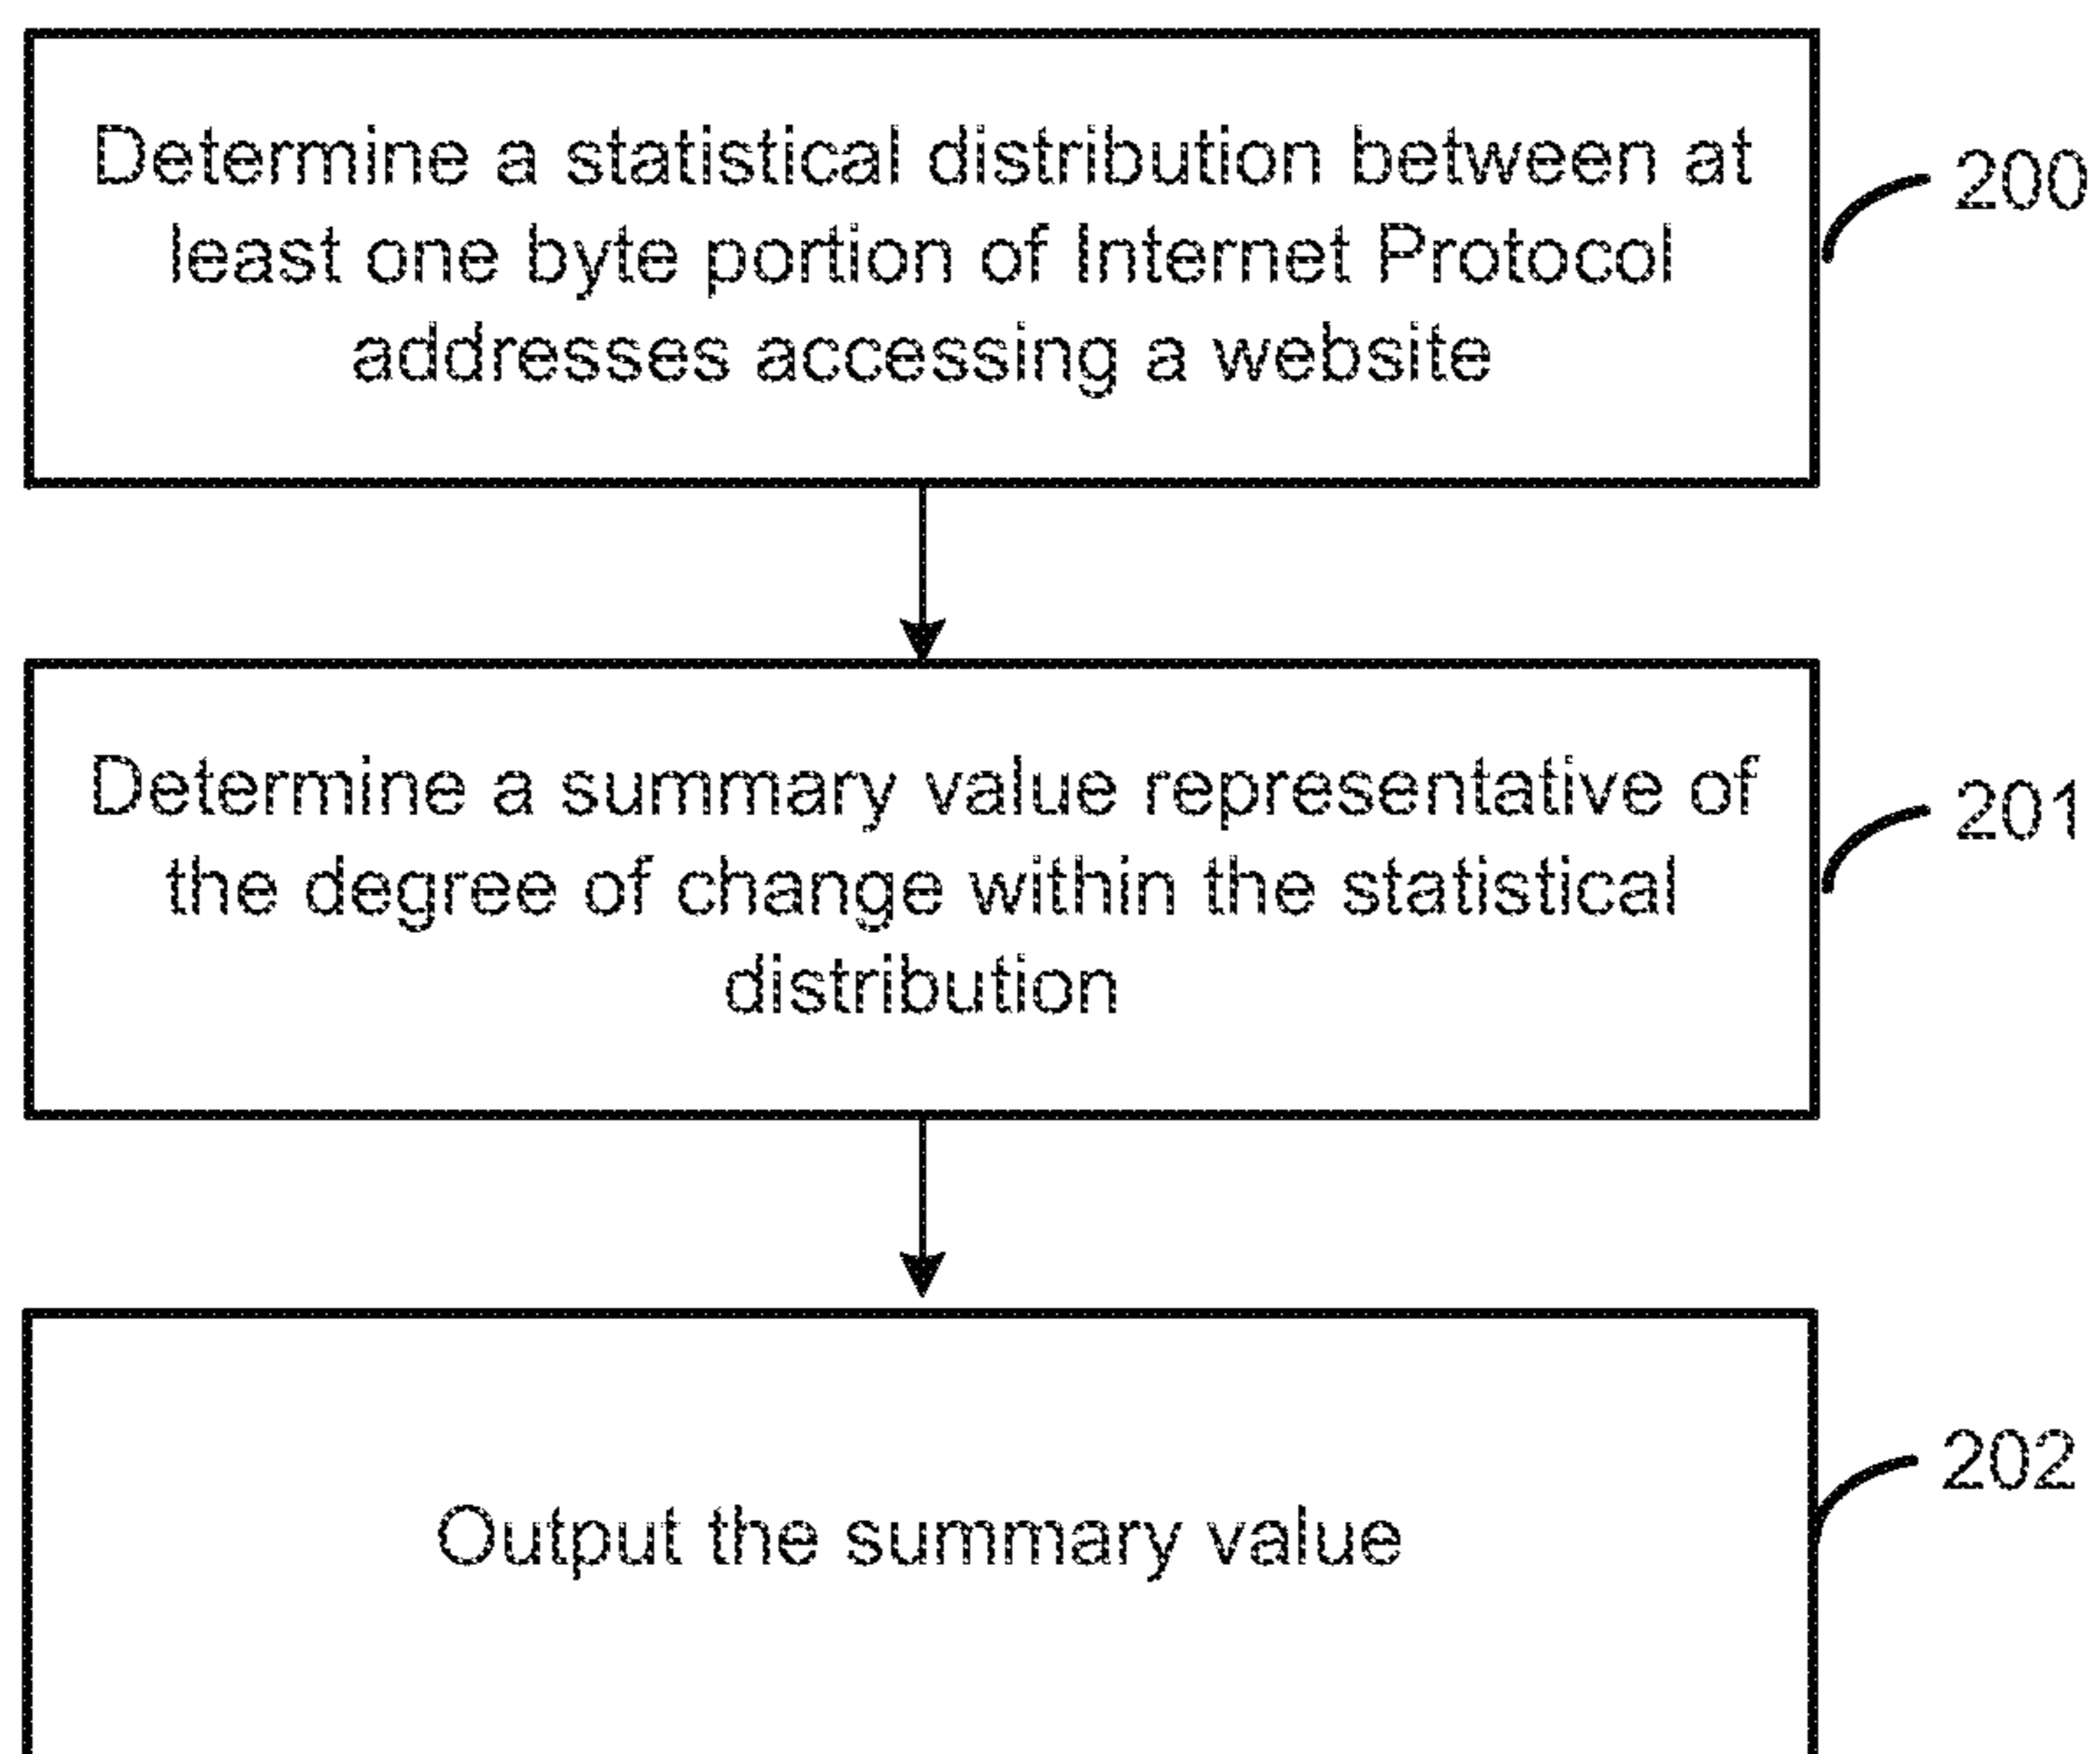 Determine a statistical distribution between at
least one byte portion of Internet Protocol
addresses accessing a website
200
Determine a summary value representative of
the degree of change within the statistical
distribution
201
Output the summary value
202